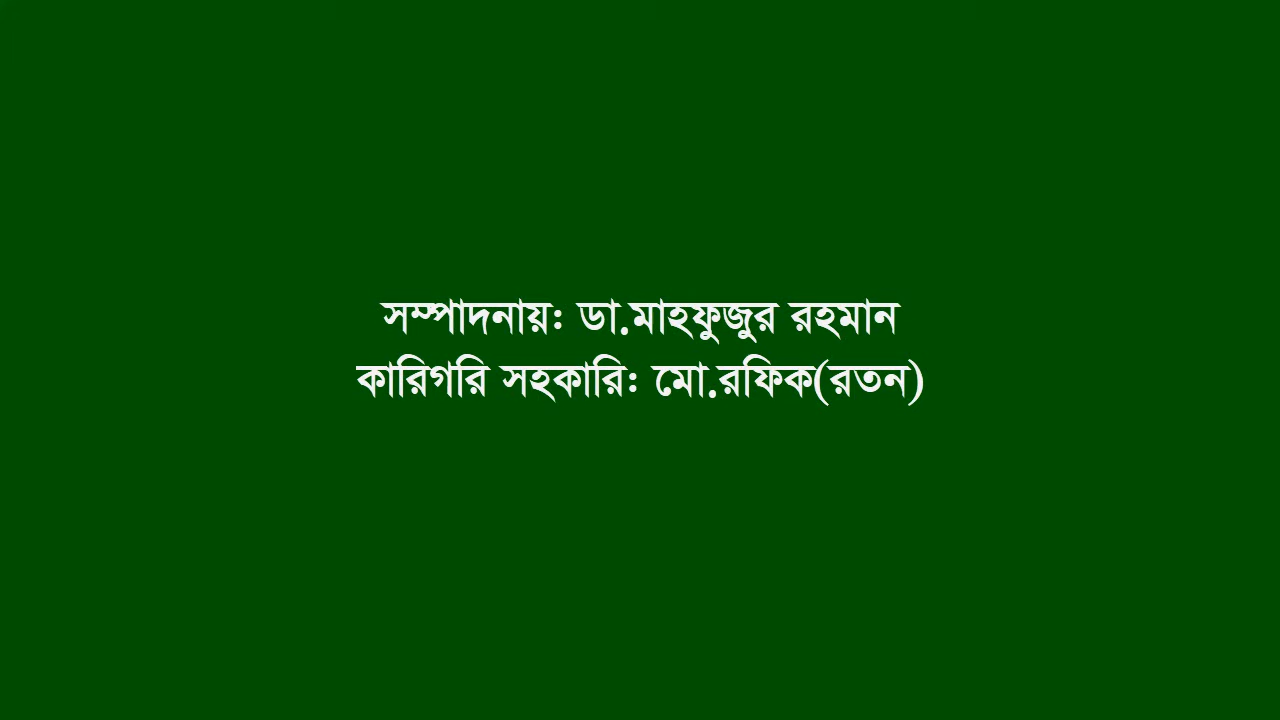 সম্পাদনায়ঃ ডা.মাহফুজুর রহমান
কারিগরি সহকারিঃ মো.রফিক(রতন)